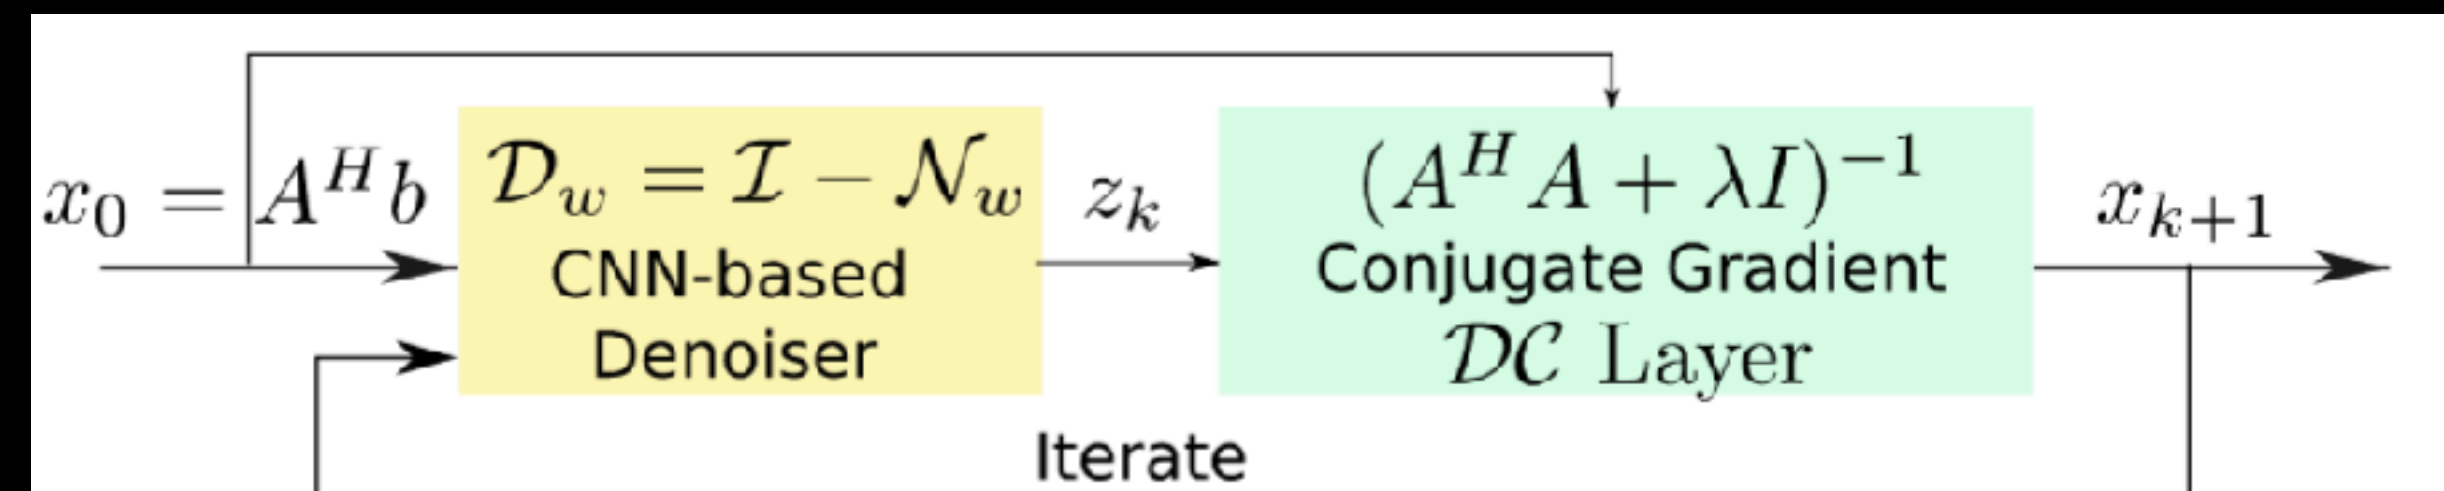 x_0 = A^H b
𝒟_w = ℐ − 𝒩_w
CNN-based
Denoiser
z_k
(A^H A + λI)^{−1}
Conjugate Gradient
𝒟𝒞 Layer
x_{k+1}
Iterate